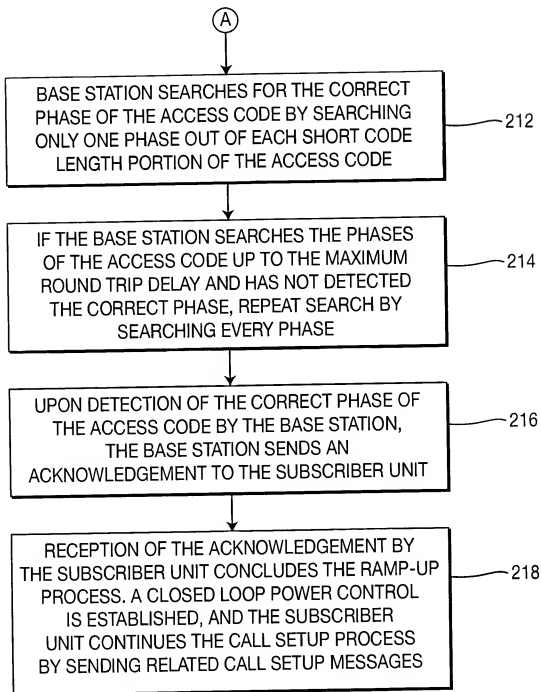 A
BASE STATION SEARCHES FOR THE CORRECT
PHASE OF THE ACCESS CODE BY SEARCHING
ONLY ONE PHASE OUT OF EACH SHORT CODE
LENGTH PORTION OF THE ACCESS CODE
212
IF THE BASE STATION SEARCHES THE PHASES
OF THE ACCESS CODE UP TO THE MAXIMUM
ROUND TRIP DELAY AND HAS NOT DETECTED
THE CORRECT PHASE, REPEAT SEARCH BY
SEARCHING EVERY PHASE
214
UPON DETECTION OF THE CORRECT PHASE OF
THE ACCESS CODE BY THE BASE STATION,
THE BASE STATION SENDS AN
ACKNOWLEDGEMENT TO THE SUBSCRIBER UNIT
216
RECEPTION OF THE ACKNOWLEDGEMENT BY
THE SUBSCRIBER UNIT CONCLUDES THE RAMP-UP
PROCESS. A CLOSED LOOP POWER CONTROL
IS ESTABLISHED, AND THE SUBSCRIBER
UNIT CONTINUES THE CALL SETUP PROCESS
BY SENDING RELATED CALL SETUP MESSAGES
218